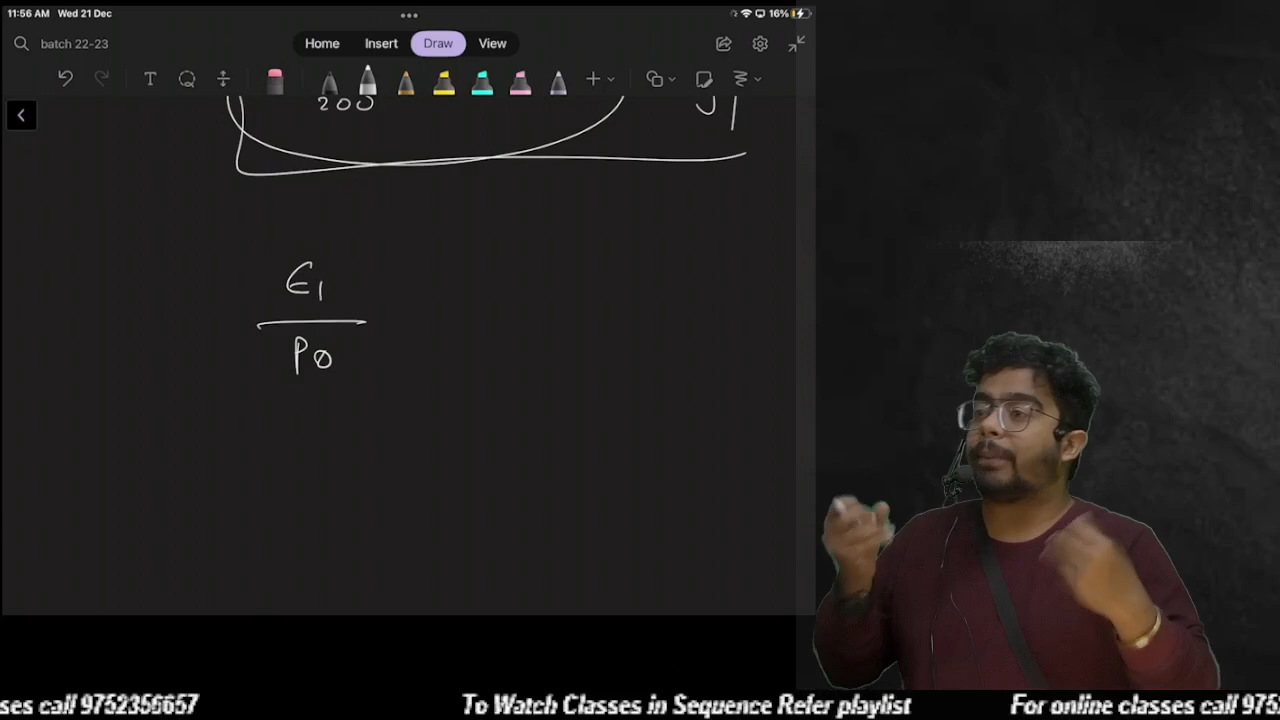 11:56 AM Wed 21 Dec
16%
batch 22-23
Home Insert Draw View
T
200
E1
P0
ses call 9752356657 To Watch Classes in Sequence Refer playlist For online classes call 975